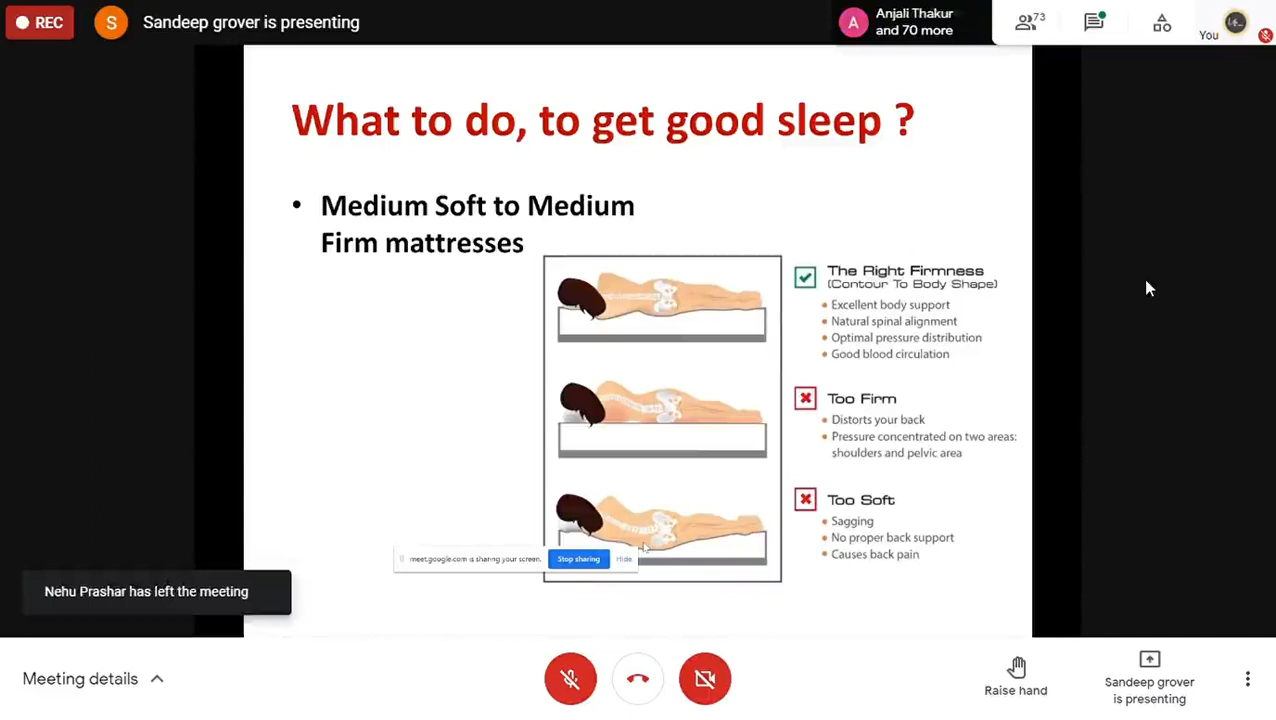 REC
S
Sandeep grover is presenting
A
Anjali Thakur
and 70 more
73
You
What to do, to get good sleep ?
• Medium Soft to Medium
Firm mattresses
The Right Firmness
(Contour To Body Shape)
• Excellent body support
• Natural spinal alignment
• Optimal pressure distribution
• Good blood circulation
Too Firm
• Distorts your back
• Pressure concentrated on two areas:
shoulders and pelvic area
Too Soft
• Sagging
• No proper back support
• Causes back pain
meet.google.com is sharing your screen.
Stop sharing
Hide
Nehu Prashar has left the meeting
Meeting details
Raise hand
Sandeep grover
is presenting